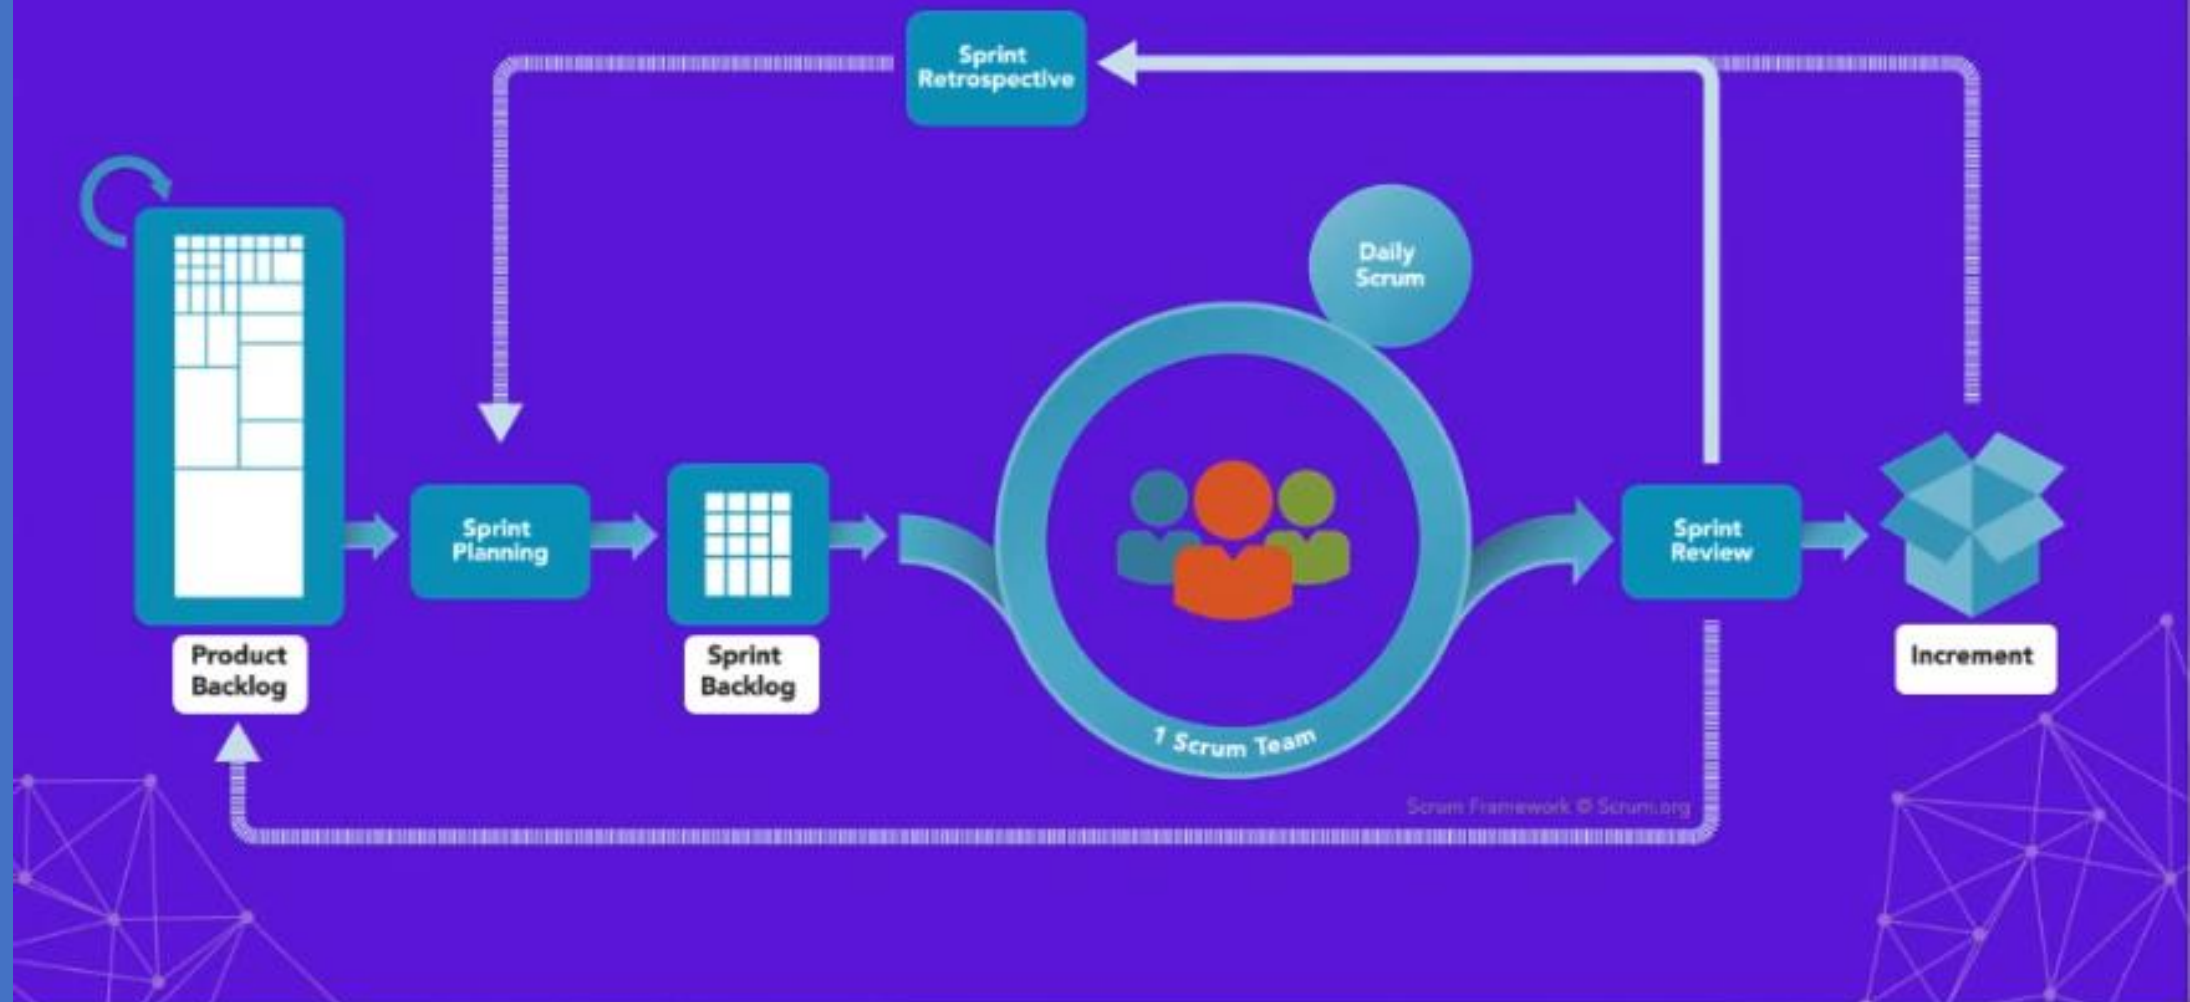 Sprint
Retrospective
Daily
Scrum
Sprint
Planning
Sprint
Review
Product
Backlog
Sprint
Backlog
Increment
1 Scrum Team
Scrum Framework © Scrum.org